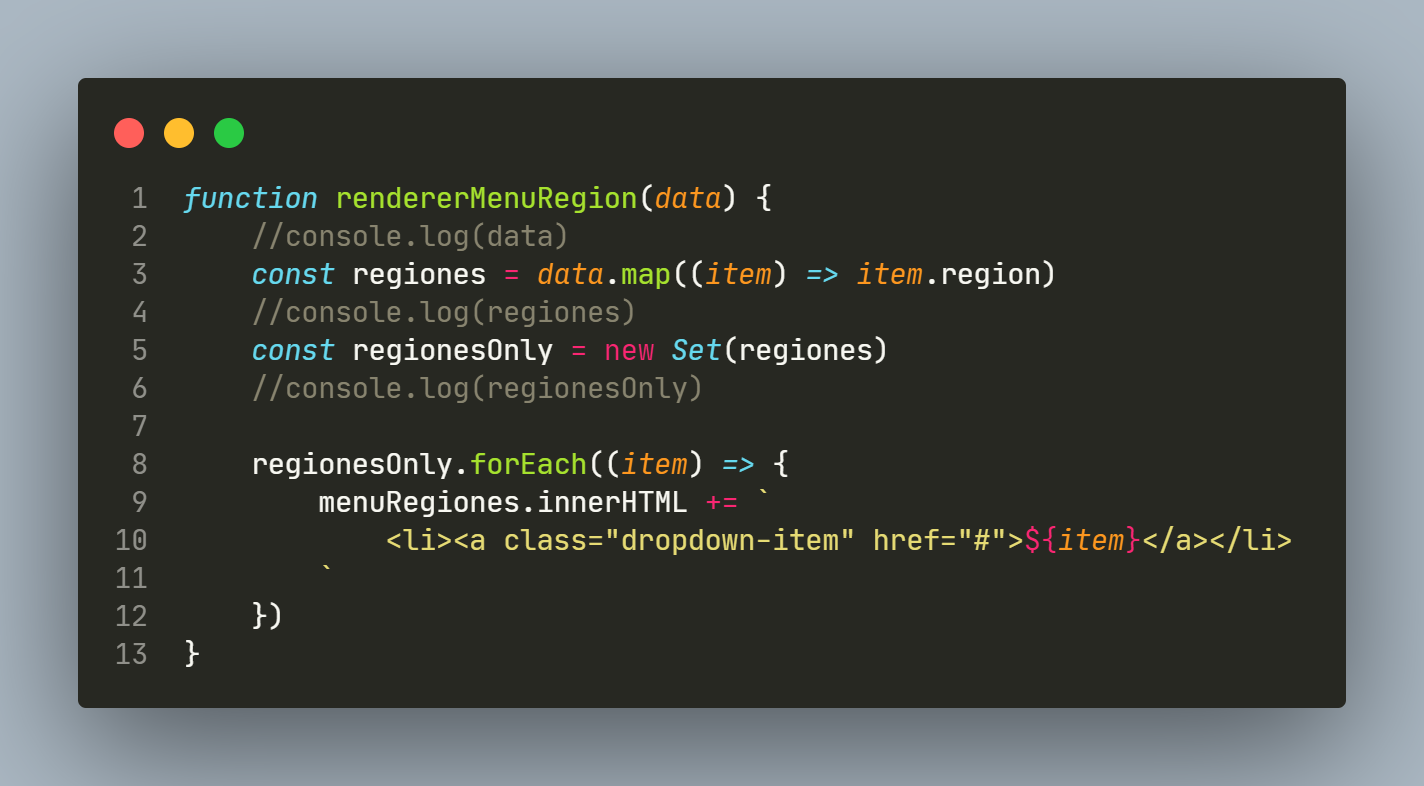 1 function rendererMenuRegion(data) {
2     //console.log(data)
3     const regiones = data.map((item) => item.region)
4     //console.log(regiones)
5     const regionesOnly = new Set(regiones)
6     //console.log(regionesOnly)
7
8     regionesOnly.forEach((item) => {
9         menuRegiones.innerHTML += `
10             <li><a class="dropdown-item" href="#">${item}</a></li>
11         `
12     })
13 }